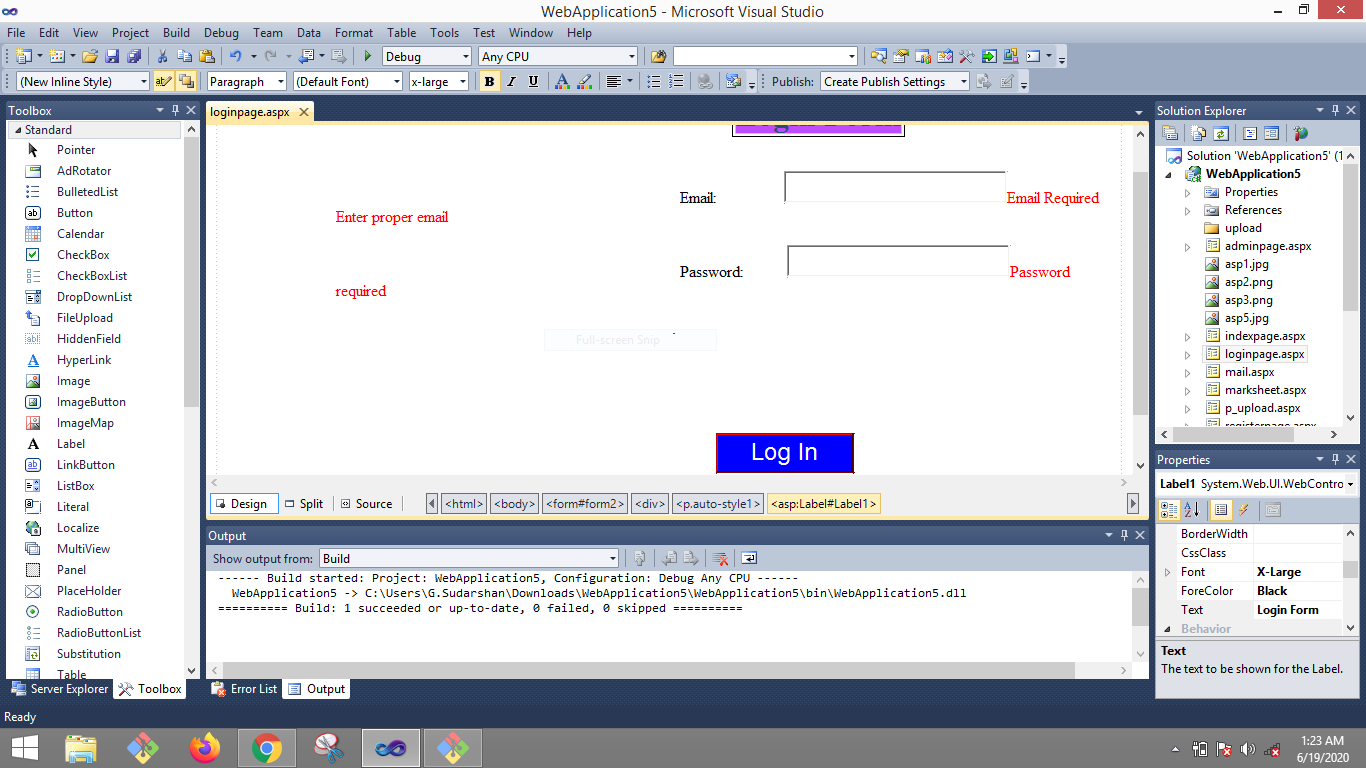 WebApplication5 - Microsoft Visual Studio
File Edit View Project Build Debug Team Data Format Table Tools Test Window Help
Debug Any CPU
(New Inline Style) Paragraph (Default Font) x-large B I U A Publish: Create Publish Settings
Toolbox
Standard
Pointer
AdRotator
BulletedList
Button
Calendar
CheckBox
CheckBoxList
DropDownList
FileUpload
HiddenField
HyperLink
Image
ImageButton
ImageMap
Label
LinkButton
ListBox
Literal
Localize
MultiView
Panel
PlaceHolder
RadioButton
RadioButtonList
Substitution
Table
Server Explorer Toolbox
loginpage.aspx
Email: Email Required
Enter proper email
Password: Password
required
Full-screen Snip
Log In
Design Split Source <html> <body> <form#form2> <div> <p.auto-style1> <asp:Label#Label1>
Output
Show output from: Build
------ Build started: Project: WebApplication5, Configuration: Debug Any CPU ------
WebApplication5 -> C:\Users\G.Sudarshan\Downloads\WebApplication5\WebApplication5\bin\WebApplication5.dll
========== Build: 1 succeeded or up-to-date, 0 failed, 0 skipped ==========
Error List Output
Solution Explorer
Solution 'WebApplication5' (1
WebApplication5
Properties
References
upload
adminpage.aspx
asp1.jpg
asp2.png
asp3.png
asp5.jpg
indexpage.aspx
loginpage.aspx
mail.aspx
marksheet.aspx
p_upload.aspx
registerpage.aspx
Properties
Label1 System.Web.UI.WebContro
BorderWidth
CssClass
Font X-Large
ForeColor Black
Text Login Form
Behavior
Text
The text to be shown for the Label.
Ready
1:23 AM
6/19/2020